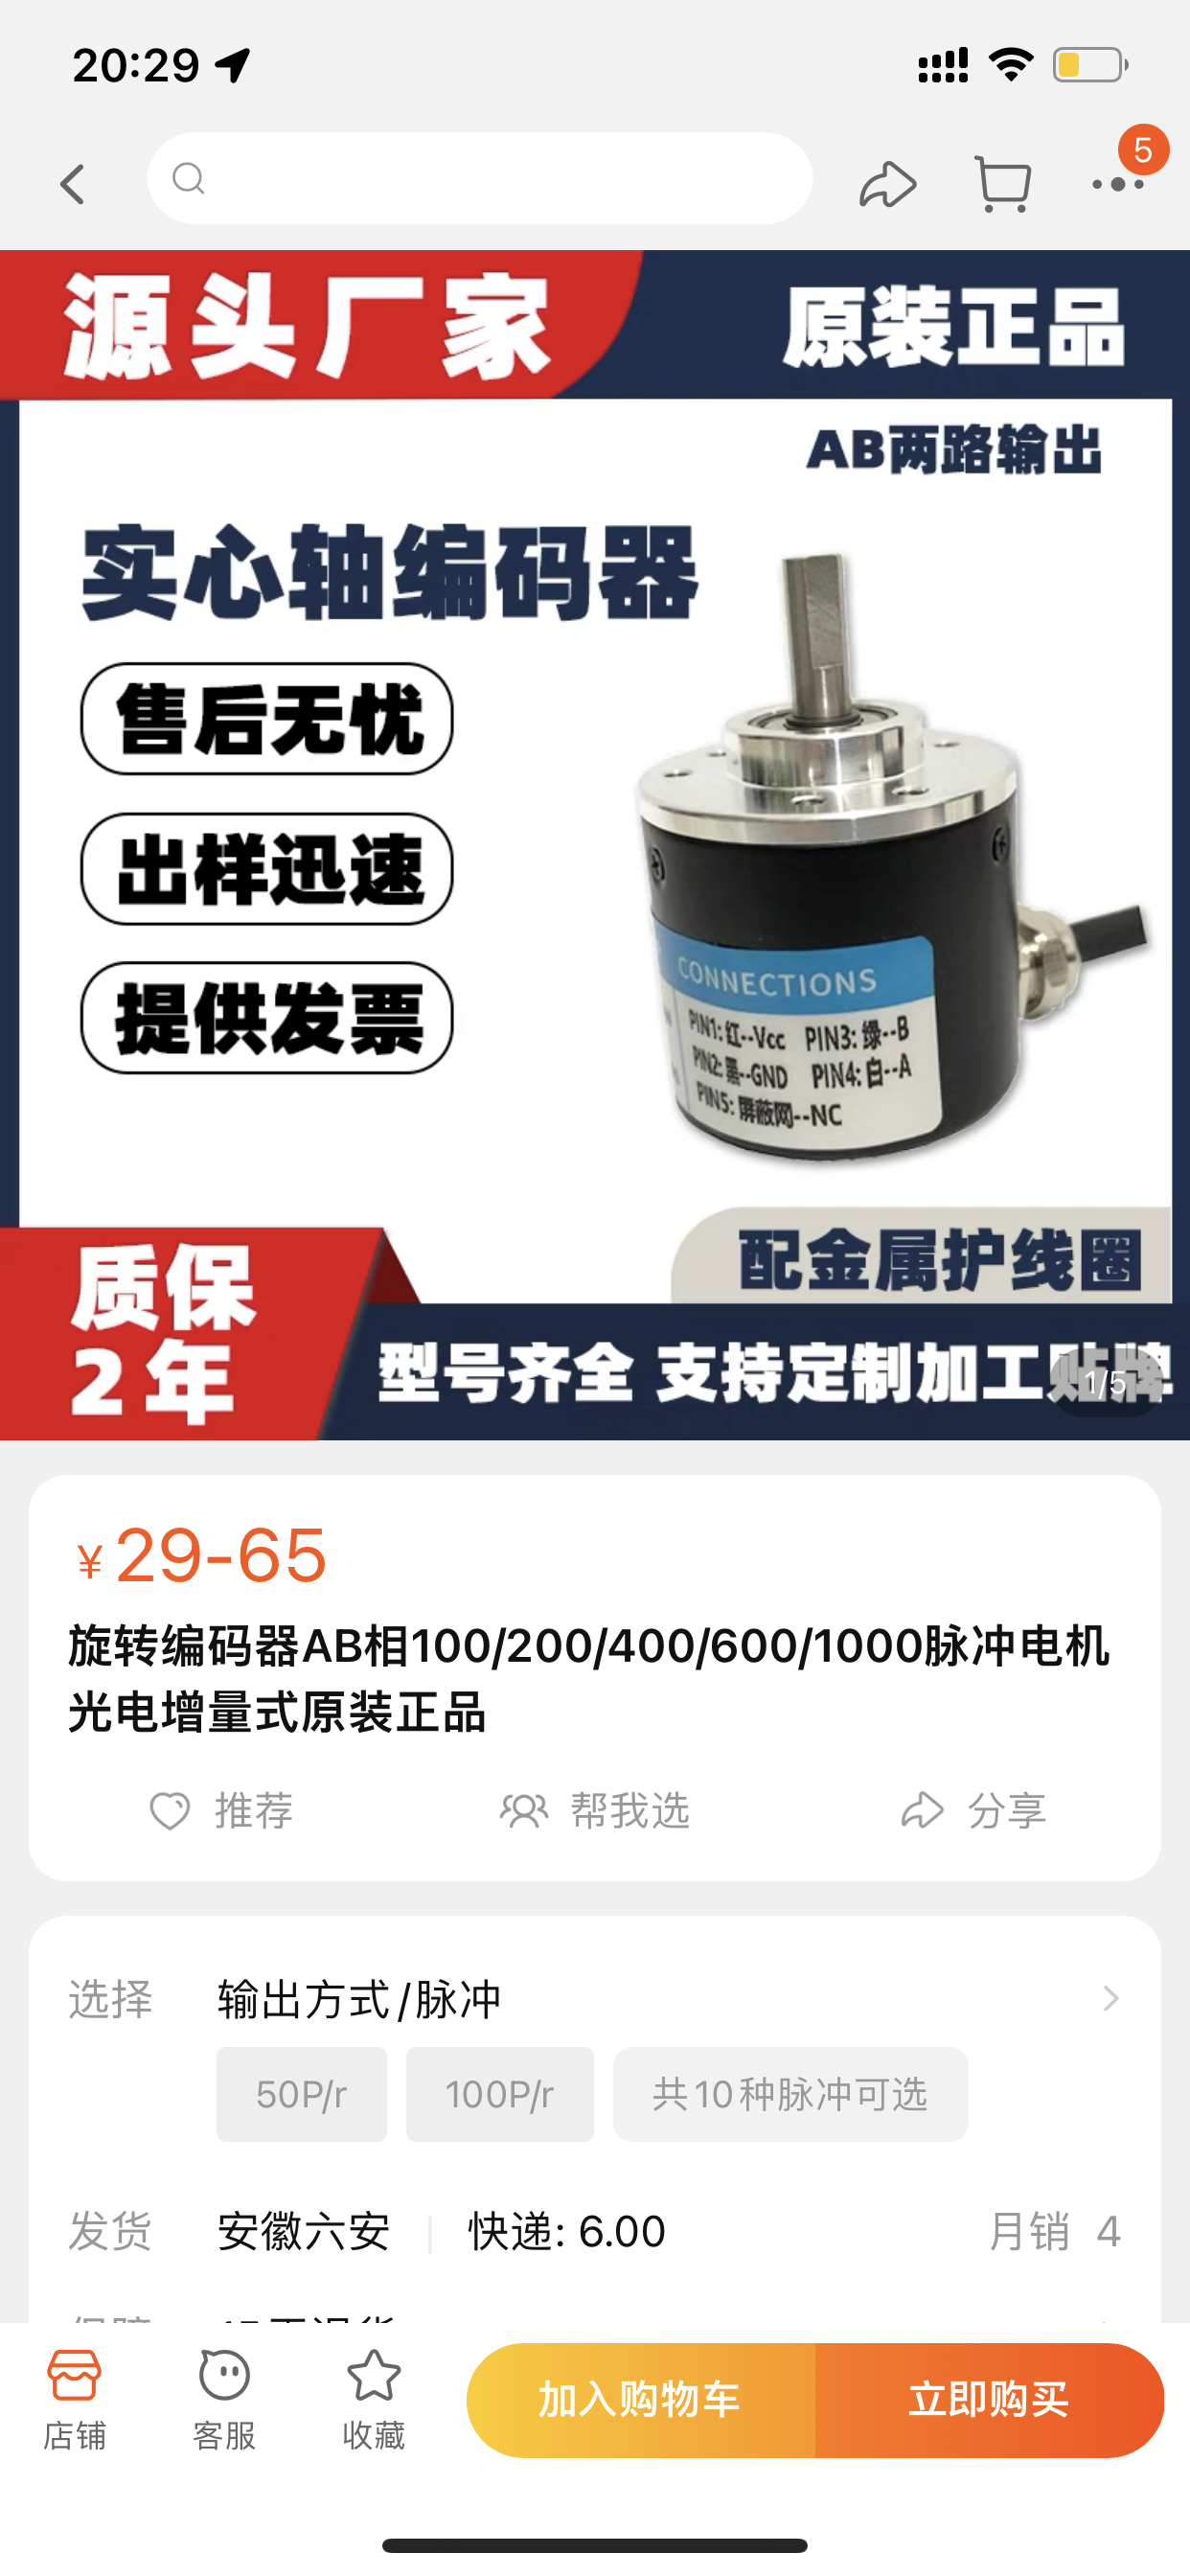 20:29
5
源头厂家
原装正品
AB两路输出
实心轴编码器
售后无忧
出样迅速
提供发票
CONNECTIONS
PIN1: 红--Vcc PIN3: 绿--B
PIN2: 黑--GND PIN4: 白--A
PIN5: 屏蔽网--NC
配金属护线圈
质保
2年
型号齐全 支持定制加工贴牌
1/5
¥29-65
旋转编码器AB相100/200/400/600/1000脉冲电机
光电增量式原装正品
推荐
帮我选
分享
选择 输出方式/脉冲
50P/r 100P/r 共10种脉冲可选
发货 安徽六安 快递: 6.00 月销 4
店铺
客服
收藏
加入购物车
立即购买